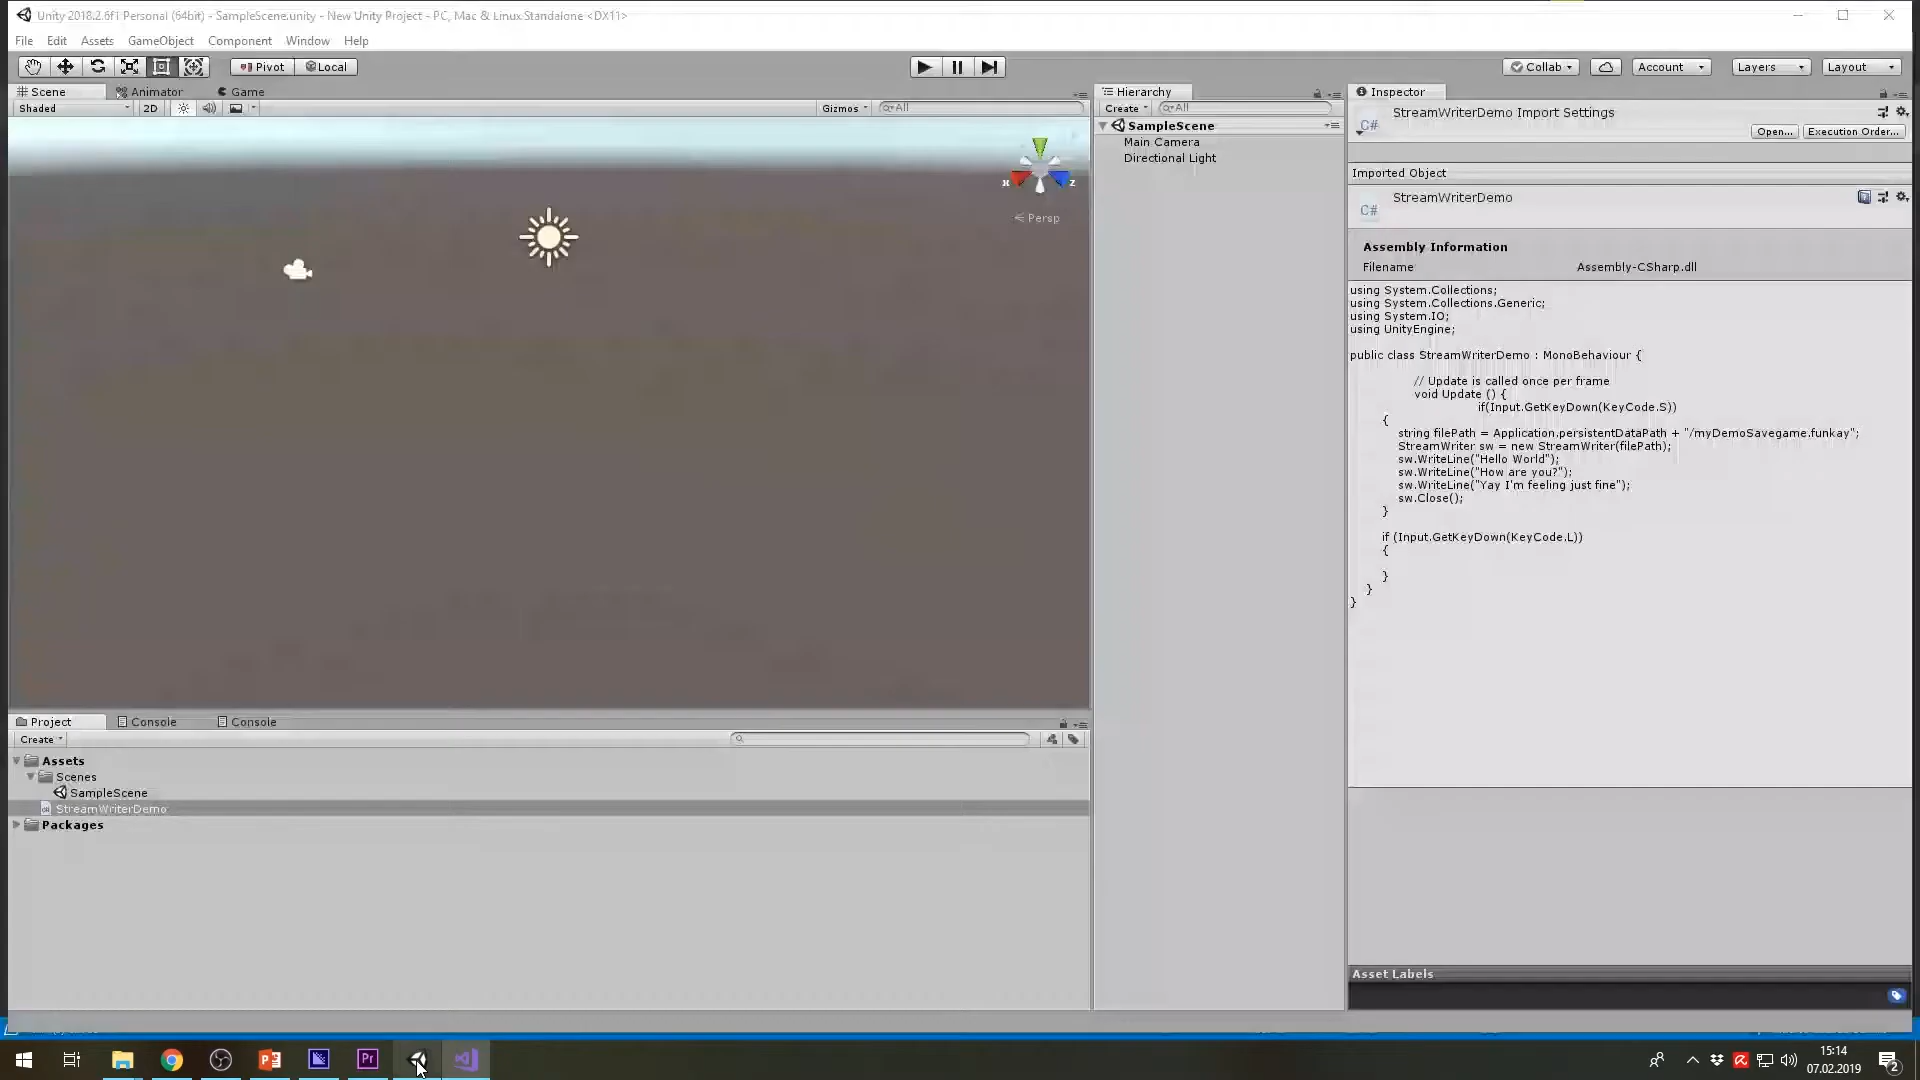 Unity 2018.2.6f1 Personal (64bit) - SampleScene.unity - New Unity Project - PC, Mac & Linux Standalone <DX11>
File Edit Assets GameObject Component Window Help
Pivot Local Collab Account Layers Layout
Scene Animator Game
Shaded 2D Gizmos All
x z
Persp
Hierarchy
Create All
SampleScene
Main Camera
Directional Light
Inspector
StreamWriterDemo Import Settings
C#
Open... Execution Order...
Imported Object
StreamWriterDemo
C#
Assembly Information
Filename Assembly-CSharp.dll
using System.Collections;
using System.Collections.Generic;
using System.IO;
using UnityEngine;
public class StreamWriterDemo : MonoBehaviour {
// Update is called once per frame
void Update () {
if(Input.GetKeyDown(KeyCode.S))
{
string filePath = Application.persistentDataPath + "/myDemoSavegame.funkay";
StreamWriter sw = new StreamWriter(filePath);
sw.WriteLine("Hello World");
sw.WriteLine("How are you?");
sw.WriteLine("Yay I'm feeling just fine");
sw.Close();
}
if (Input.GetKeyDown(KeyCode.L))
{
}
}
}
Asset Labels
Project Console Console
Create
Assets
Scenes
SampleScene
StreamWriterDemo
Packages
Pr
15:14
07.02.2019
2